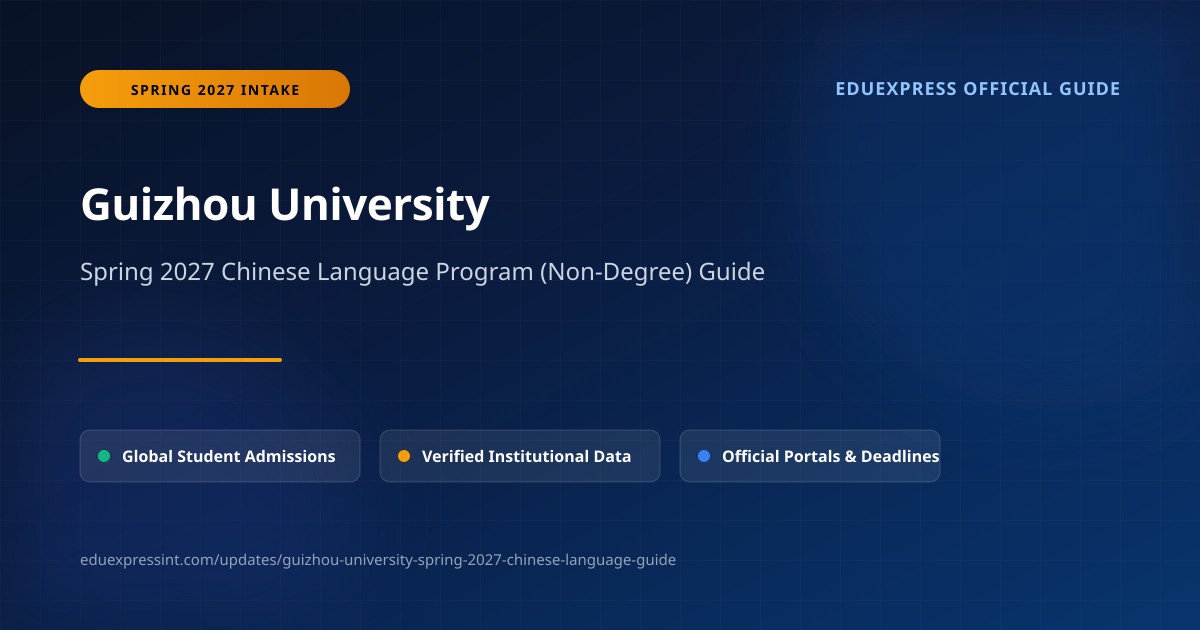 SPRING 2027 INTAKE
EDUEXPRESS OFFICIAL GUIDE
Guizhou University
Spring 2027 Chinese Language Program (Non-Degree) Guide
Global Student Admissions
Verified Institutional Data
Official Portals & Deadlines
eduexpressint.com/updates/guizhou-university-spring-2027-chinese-language-guide